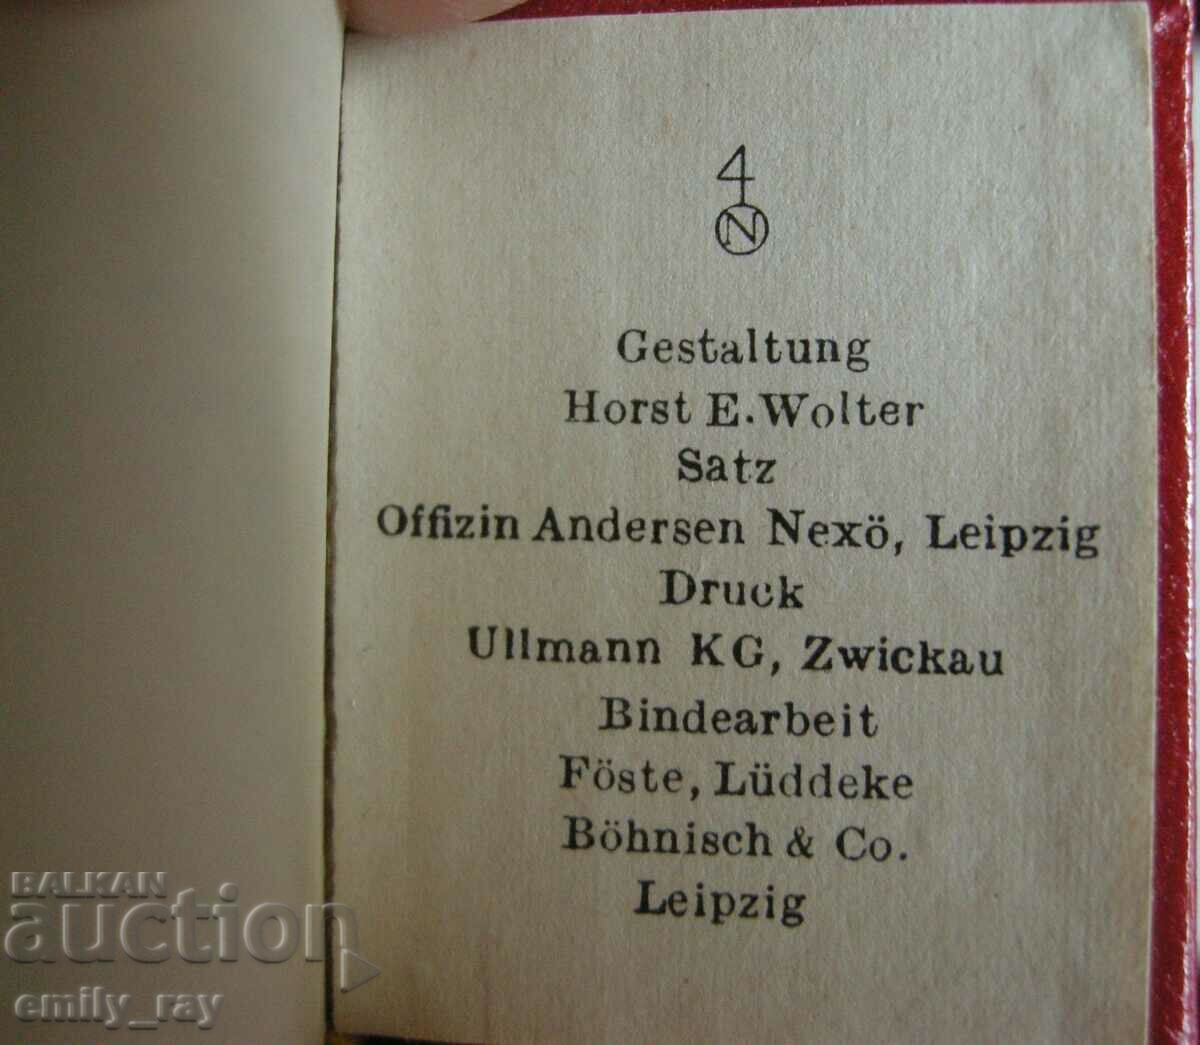 4
N
Gestaltung
Horst E. Wolter
Satz
Offizin Andersen Nexö, Leipzig
Druck
Ullmann KG, Zwickau
Bindearbeit
Föste, Lüddeke
Böhnisch & Co.
Leipzig
BALKAN
auction
emily_ray